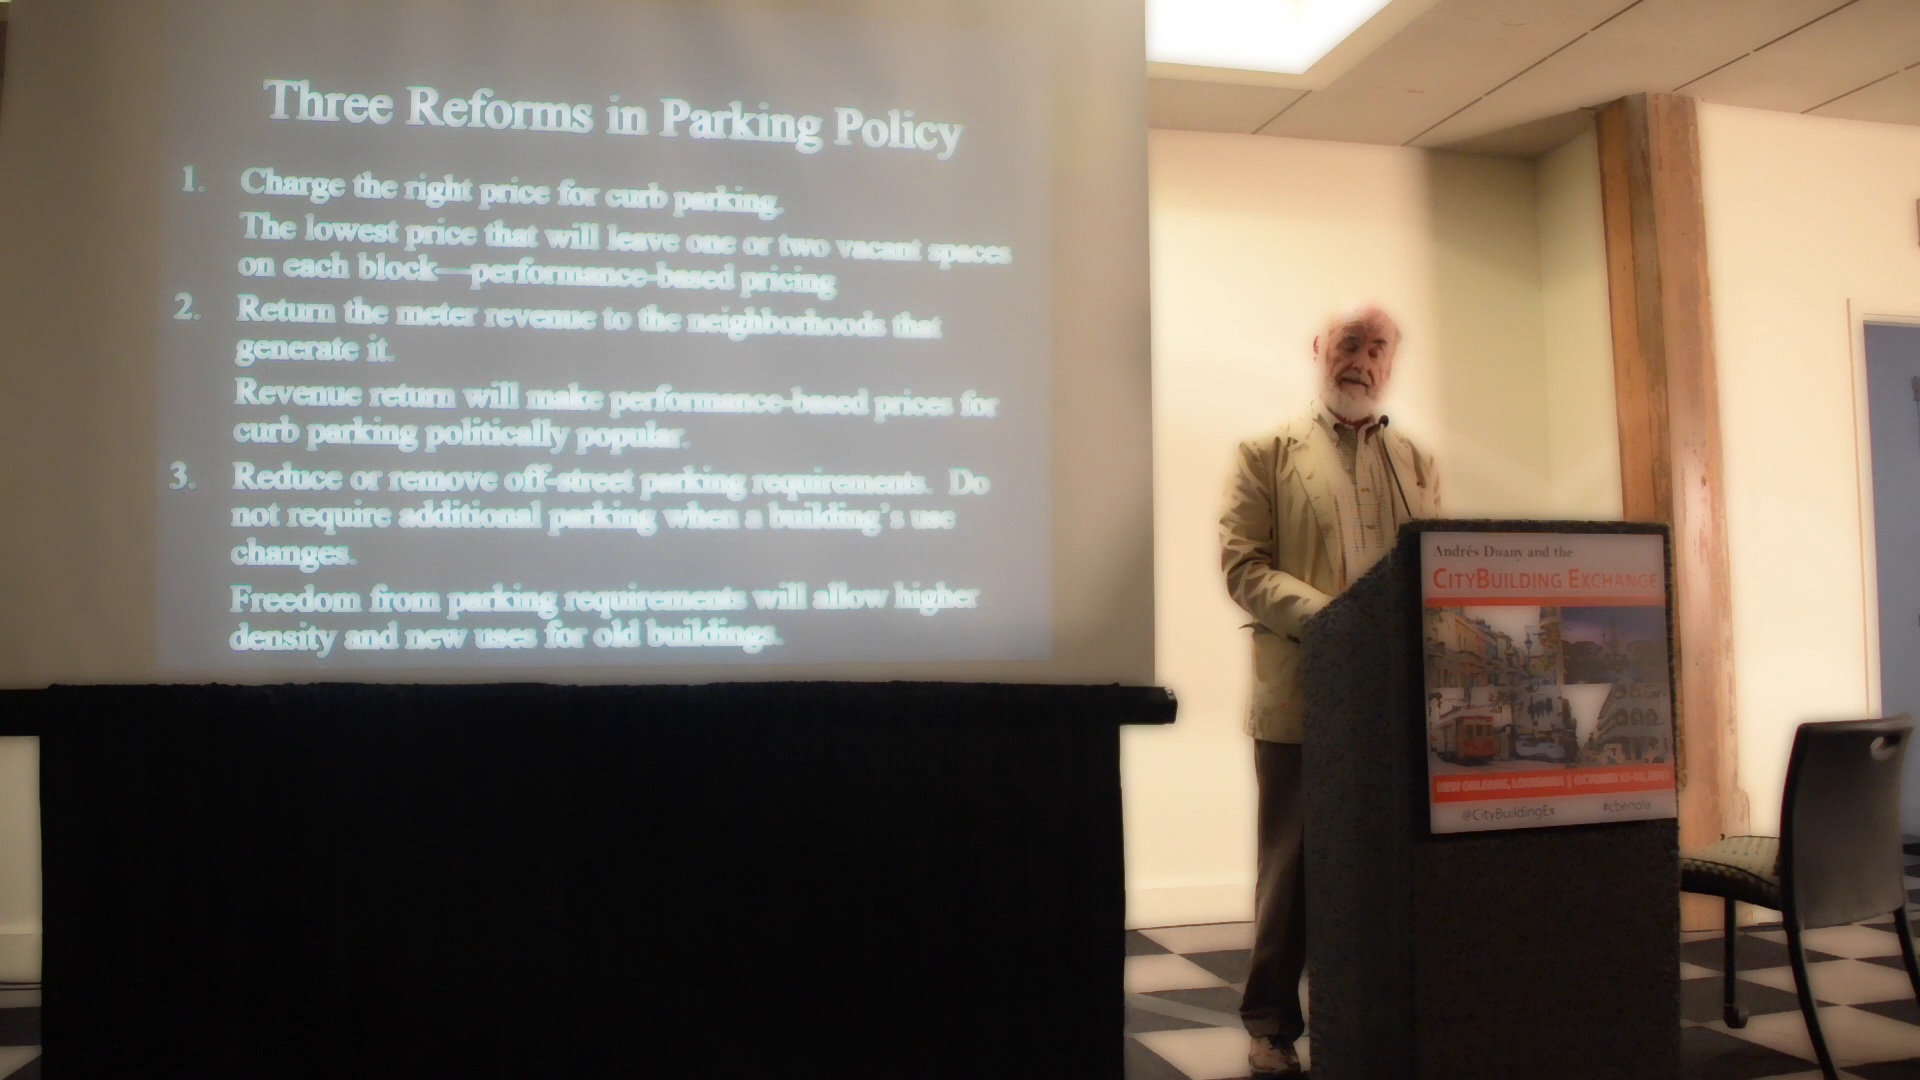 Three Reforms in Parking Policy
1. Charge the right price for curb parking.
The lowest price that will leave one or two vacant spaces
on each block—performance-based pricing
2. Return the meter revenue to the neighborhoods that
generate it.
Revenue return will make performance-based prices for
curb parking politically popular.
3. Reduce or remove off-street parking requirements. Do
not require additional parking when a building's use
changes.
Freedom from parking requirements will allow higher
density and new uses for old buildings.
Andrés Duany and the
CITYBUILDING EXCHANGE
NEW ORLEANS, LOUISIANA | OCTOBER
@CityBuildingEx #cbenola